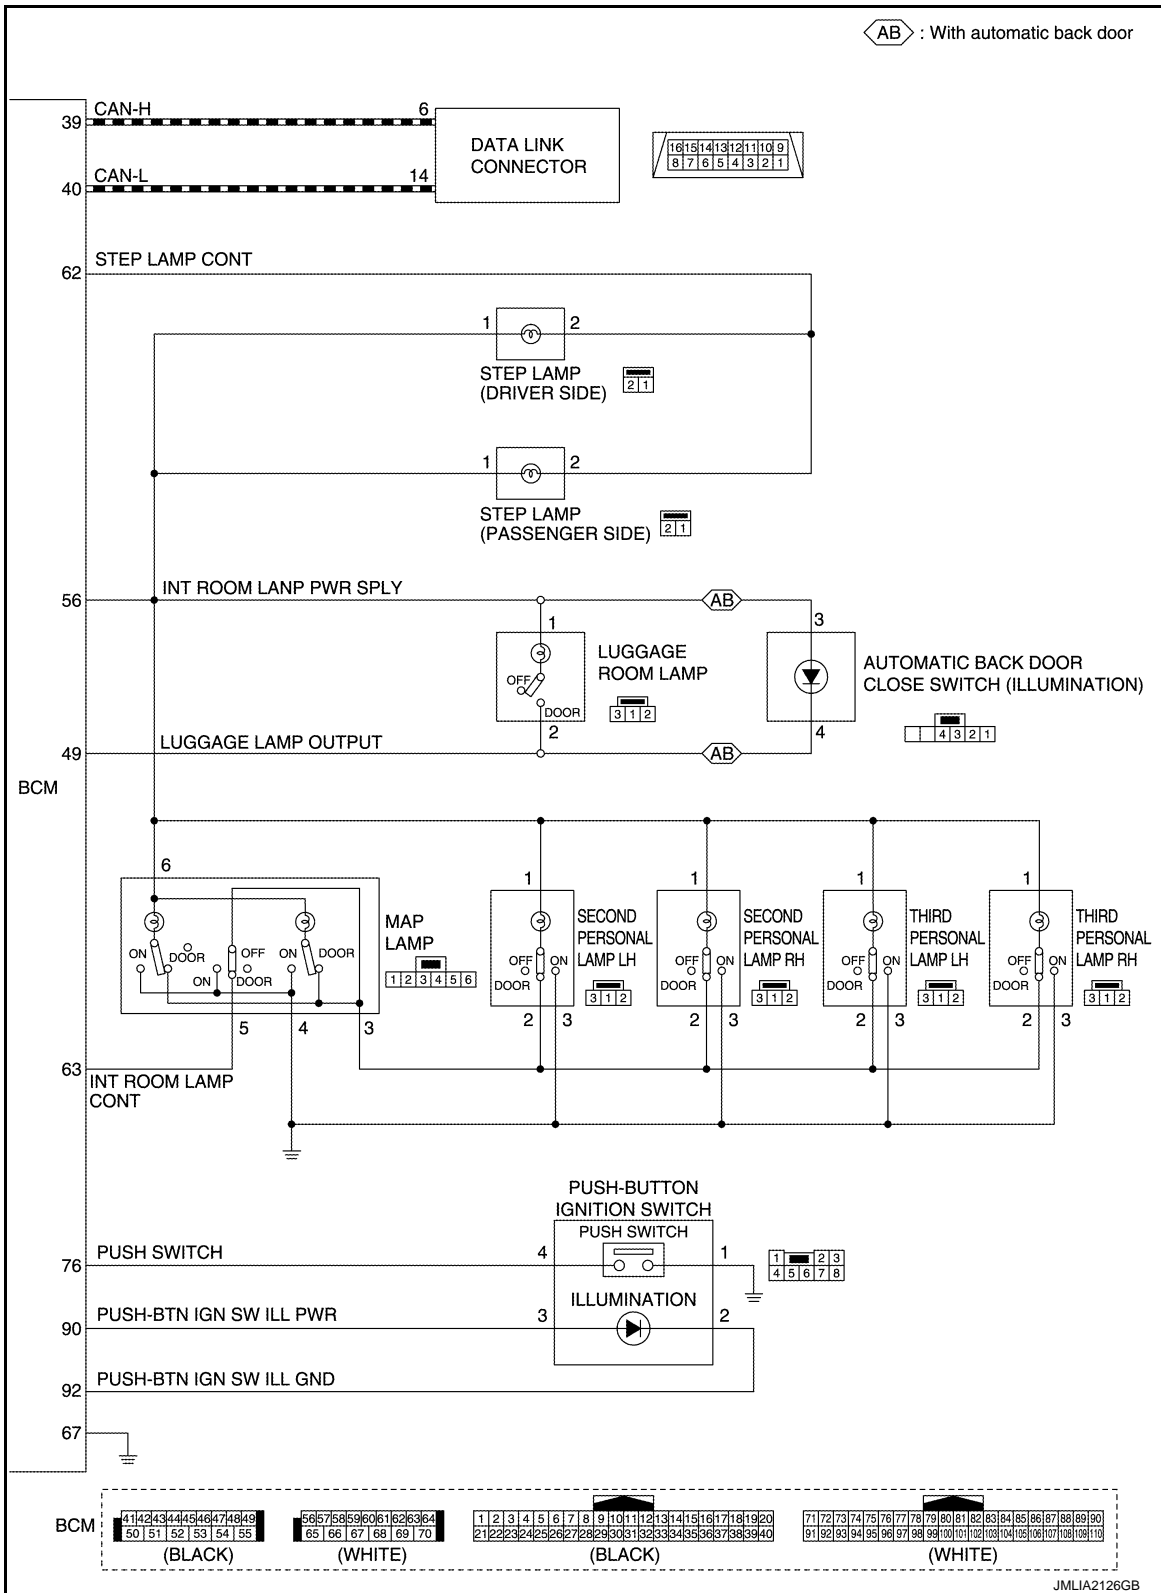 AB : With automatic back door
39 CAN-H 6
DATA LINK
CONNECTOR
16 15 14 13 12 11 10 9
8 7 6 5 4 3 2 1
40 CAN-L 14
62 STEP LAMP CONT
1 2
STEP LAMP
(DRIVER SIDE)
2 1
1 2
STEP LAMP
(PASSENGER SIDE)
2 1
56 INT ROOM LANP PWR SPLY AB
1
OFF
DOOR
2
LUGGAGE
ROOM LAMP
3 1 2
3
4
AUTOMATIC BACK DOOR
CLOSE SWITCH (ILLUMINATION)
4 3 2 1
49 LUGGAGE LAMP OUTPUT AB
BCM
6
ON DOOR
OFF
ON DOOR
ON DOOR
5 4 3
MAP
LAMP
1 2 3 4 5 6
1
OFF ON
DOOR
2 3
SECOND
PERSONAL
LAMP LH
3 1 2
1
OFF ON
DOOR
2 3
SECOND
PERSONAL
LAMP RH
3 1 2
1
OFF ON
DOOR
2 3
THIRD
PERSONAL
LAMP LH
3 1 2
1
OFF ON
DOOR
2 3
THIRD
PERSONAL
LAMP RH
3 1 2
63
INT ROOM LAMP
CONT
PUSH-BUTTON
IGNITION SWITCH
PUSH SWITCH
76 PUSH SWITCH 4 1
1 2 3
4 5 6 7 8
ILLUMINATION
90 PUSH-BTN IGN SW ILL PWR 3 2
92 PUSH-BTN IGN SW ILL GND
67
BCM
41 42 43 44 45 46 47 48 49
50 51 52 53 54 55
(BLACK)
56 57 58 59 60 61 62 63 64
65 66 67 68 69 70
(WHITE)
1 2 3 4 5 6 7 8 9 10 11 12 13 14 15 16 17 18 19 20
21 22 23 24 25 26 27 28 29 30 31 32 33 34 35 36 37 38 39 40
(BLACK)
71 72 73 74 75 76 77 78 79 80 81 82 83 84 85 86 87 88 89 90
91 92 93 94 95 96 97 98 99 100 101 102 103 104 105 106 107 108 109 110
(WHITE)
JMLIA2126GB